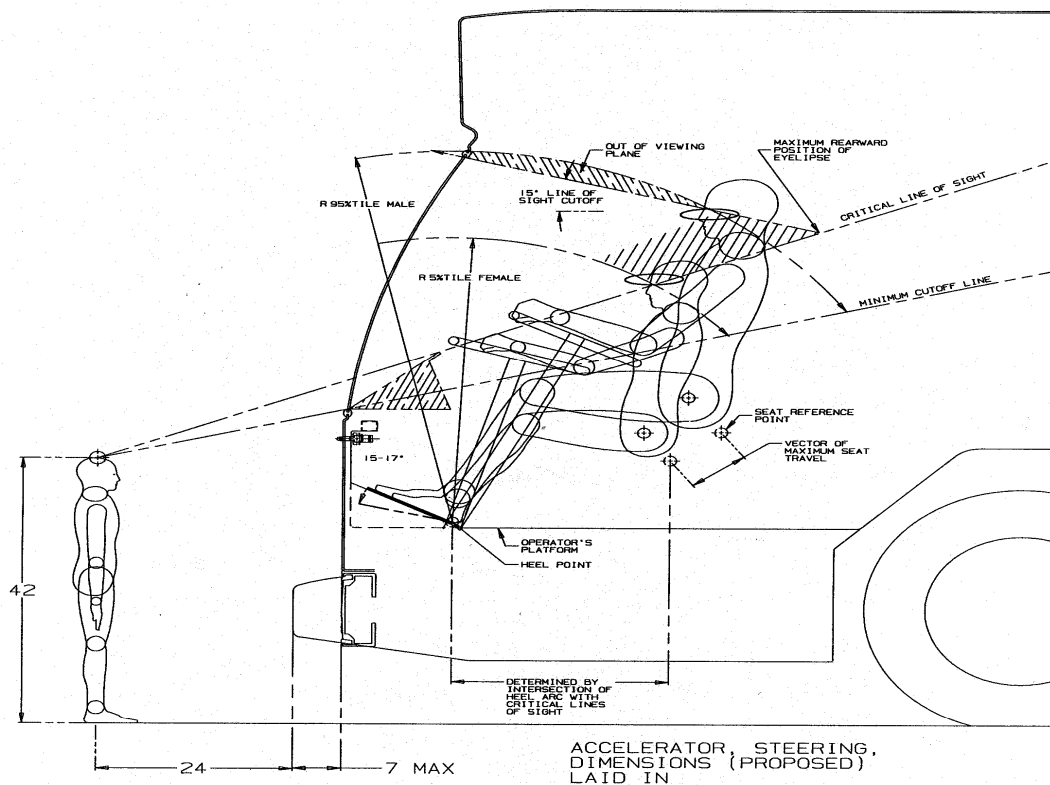 OUT OF VIEWING
PLANE
MAXIMUM REARWARD
POSITION OF
EYELIPSE
15° LINE OF
SIGHT CUTOFF
CRITICAL LINE OF SIGHT
R 95%TILE MALE
R 5%TILE FEMALE
MINIMUM CUTOFF LINE
SEAT REFERENCE
POINT
VECTOR OF
MAXIMUM SEAT
TRAVEL
15-17°
OPERATOR'S
PLATFORM
HEEL POINT
42
DETERMINED BY
INTERSECTION OF
HEEL ARC WITH
CRITICAL LINES
OF SIGHT
24
7 MAX
ACCELERATOR, STEERING,
DIMENSIONS (PROPOSED)
LAID IN